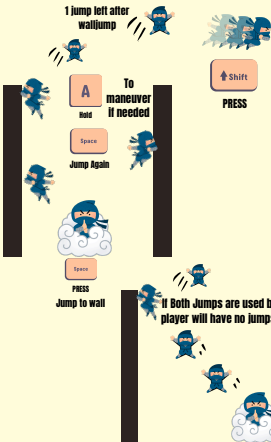 1 jump left after
walljump
Shift
PRESS
A
Hold
To
maneuver
if needed
Space
Jump Again
Space
PRESS
Jump to wall
If Both Jumps are used b
player will have no jump